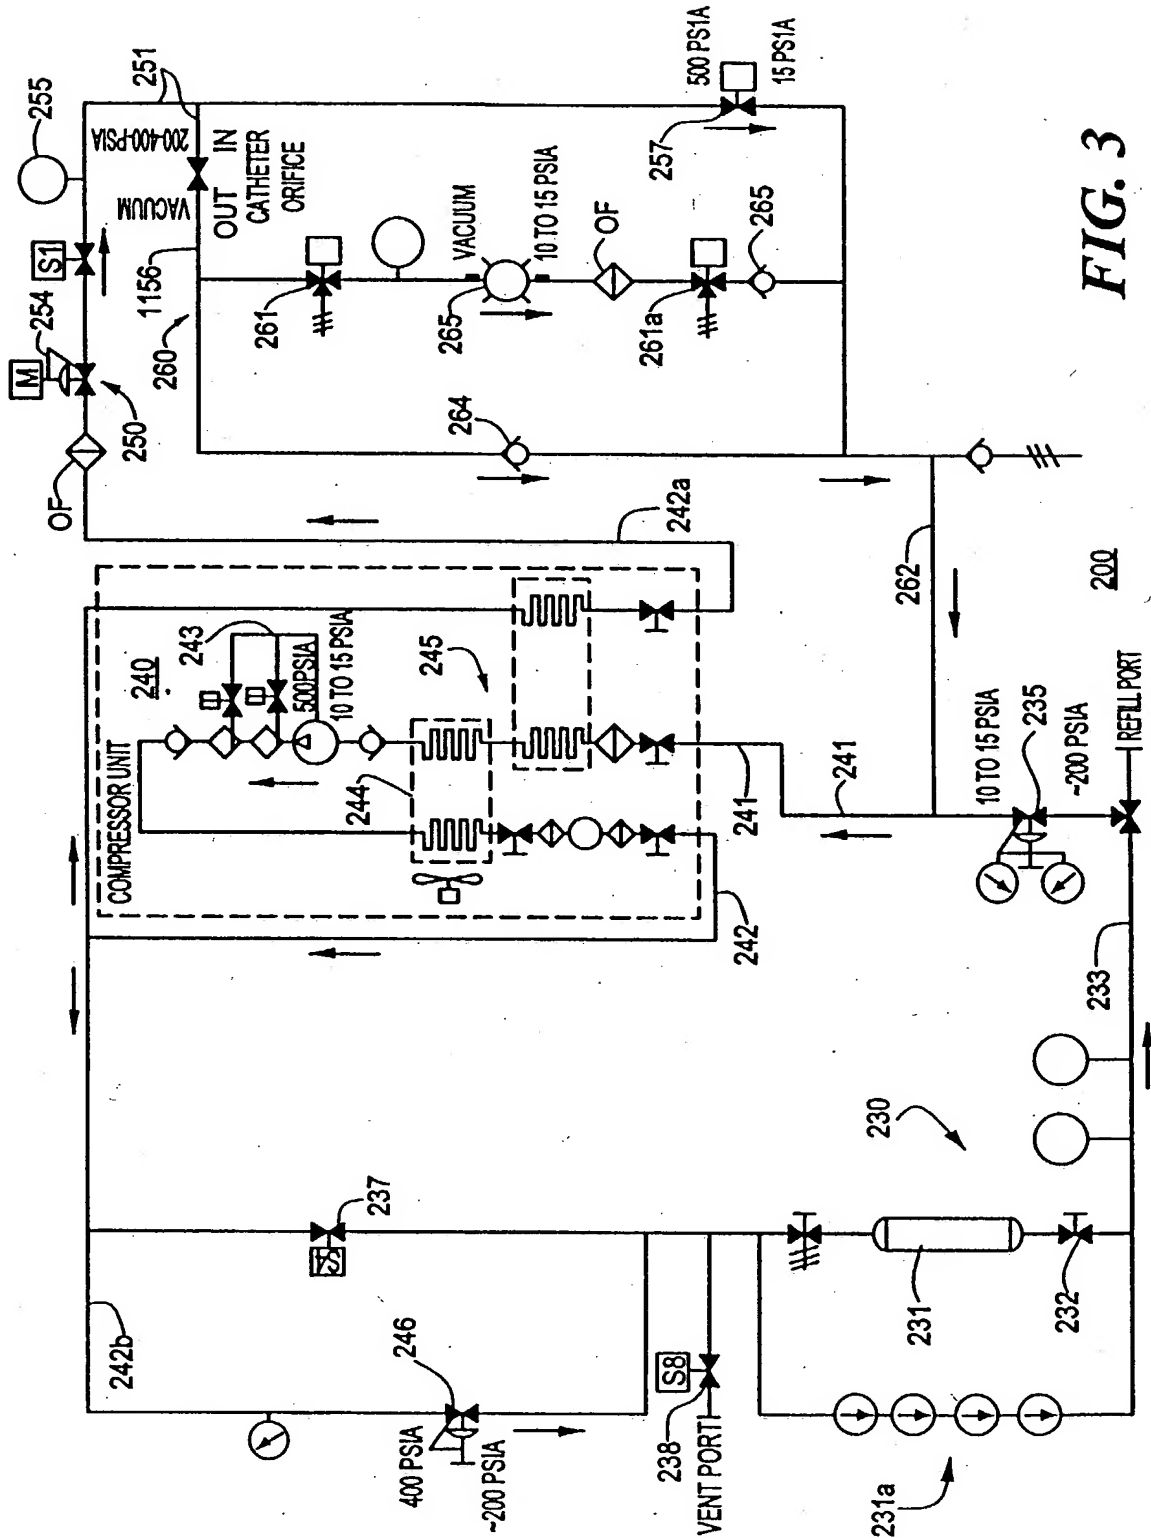 255
251
200-400-PSIA
VACUUM
OUT IN
CATHETER
ORIFICE
S1
254
M
250
OF
1156
260
261
VACUUM
10 TO 15 PSIA
265
OF
261a
265
500 PS1A
15 PS1A
257
264
242a
262
FIG. 3
200
COMPRESSOR UNIT
240
243
500PSIA
10 TO 15 PSIA
245
244
241
241
242
10 TO 15 PSIA
235
~200 PSIA
REFILL PORT
233
230
237
242b
246
400 PSIA
~200 PSIA
S8
238
VENT PORT
231
232
231a